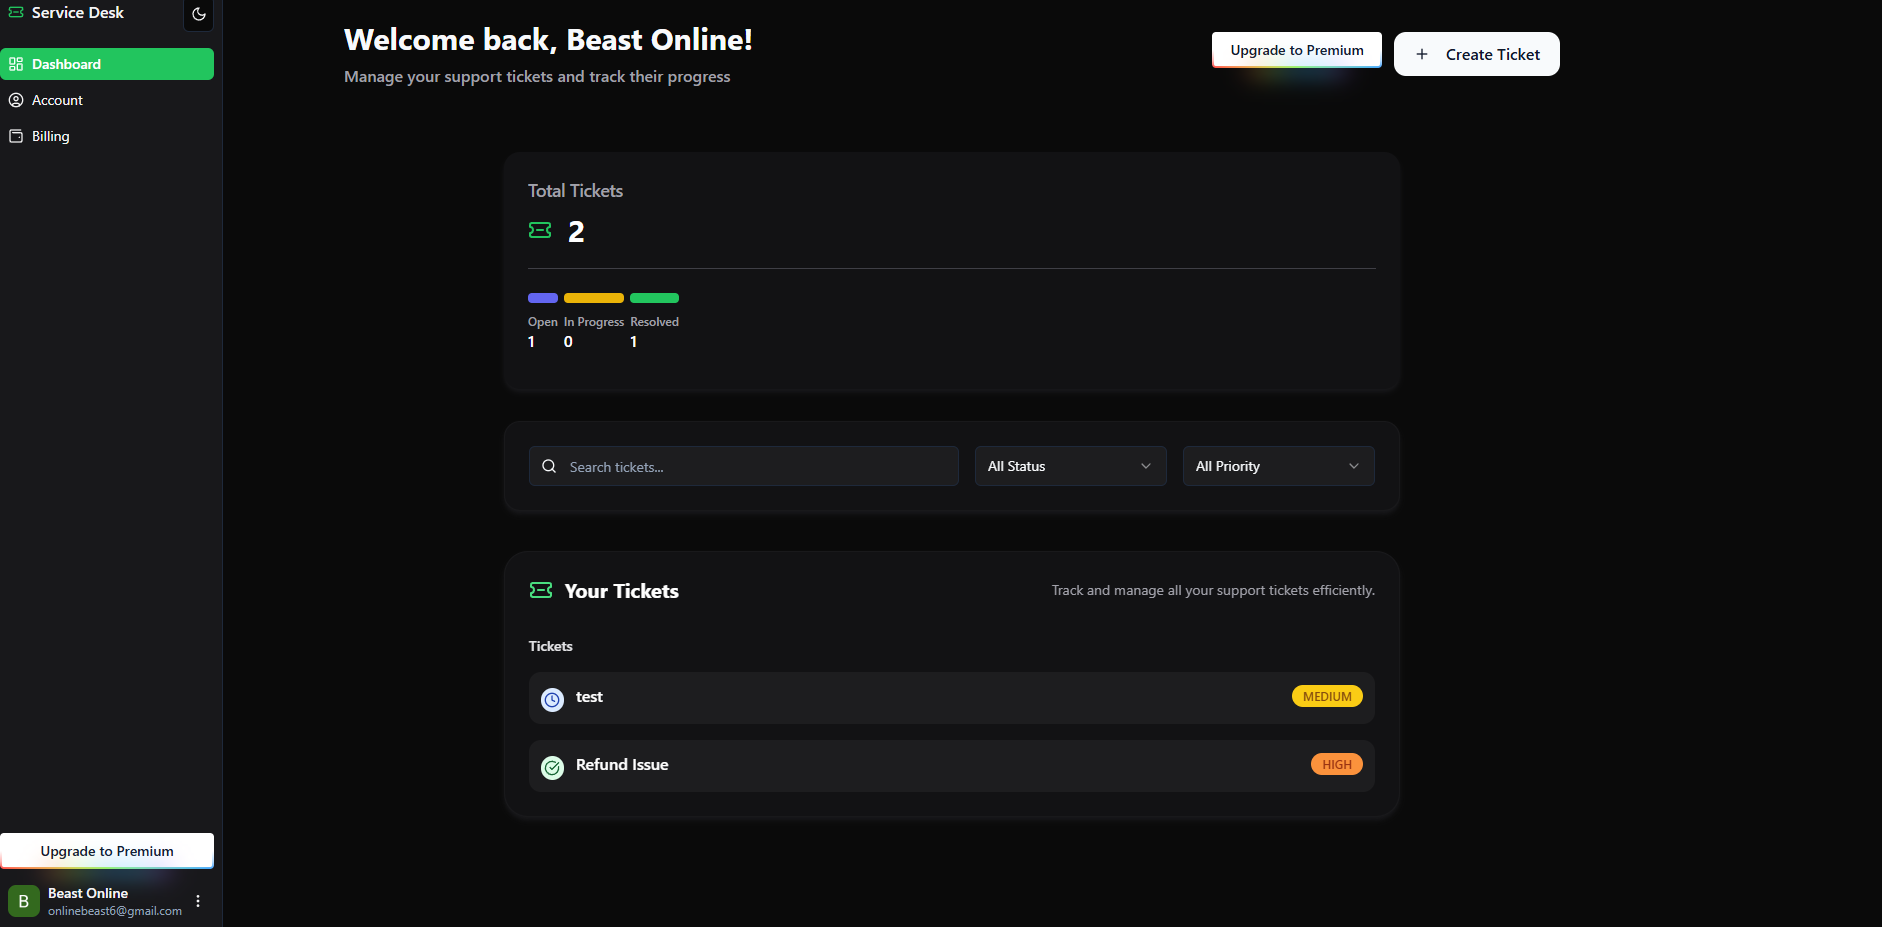 Service Desk
Dashboard
Account
Billing
Upgrade to Premium
B
Beast Online
onlinebeast6@gmail.com
Welcome back, Beast Online!
Manage your support tickets and track their progress
Upgrade to Premium
+ Create Ticket
Total Tickets
2
Open In Progress Resolved
1 0 1
Search tickets...
All Status
All Priority
Your Tickets
Track and manage all your support tickets efficiently.
Tickets
test
MEDIUM
Refund Issue
HIGH